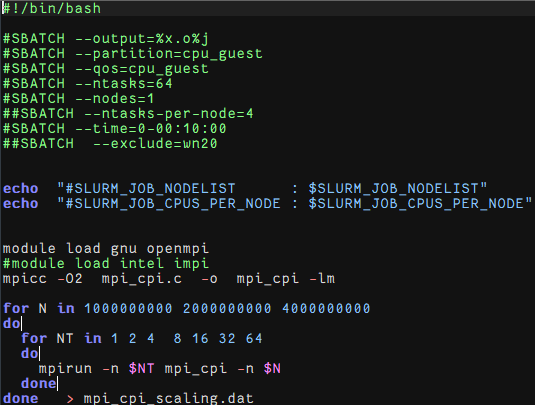 #!/bin/bash
#SBATCH --output=%x.o%j
#SBATCH --partition=cpu_guest
#SBATCH --qos=cpu_guest
#SBATCH --ntasks=64
#SBATCH --nodes=1
##SBATCH --ntasks-per-node=4
#SBATCH --time=0-00:10:00
##SBATCH  --exclude=wn20
echo  "#SLURM_JOB_NODELIST      : $SLURM_JOB_NODELIST"
echo  "#SLURM_JOB_CPUS_PER_NODE : $SLURM_JOB_CPUS_PER_NODE"
module load gnu openmpi
#module load intel impi
mpicc -O2  mpi_cpi.c  -o  mpi_cpi -lm
for N in 1000000000 2000000000 4000000000
do
  for NT in 1 2 4  8 16 32 64
  do
    mpirun -n $NT mpi_cpi -n $N
  done
done   > mpi_cpi_scaling.dat